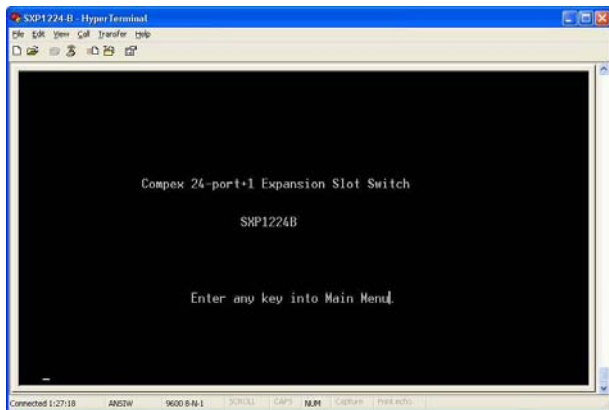 SXP1224-B - HyperTerminal
File Edit View Call Transfer Help
Compex 24-port+1 Expansion Slot Switch
SXP1224B
Enter any key into Main Menu.
Connected 1:27:18 ANSIW 9600 8-N-1 SCROLL CAPS NUM Capture Print echo